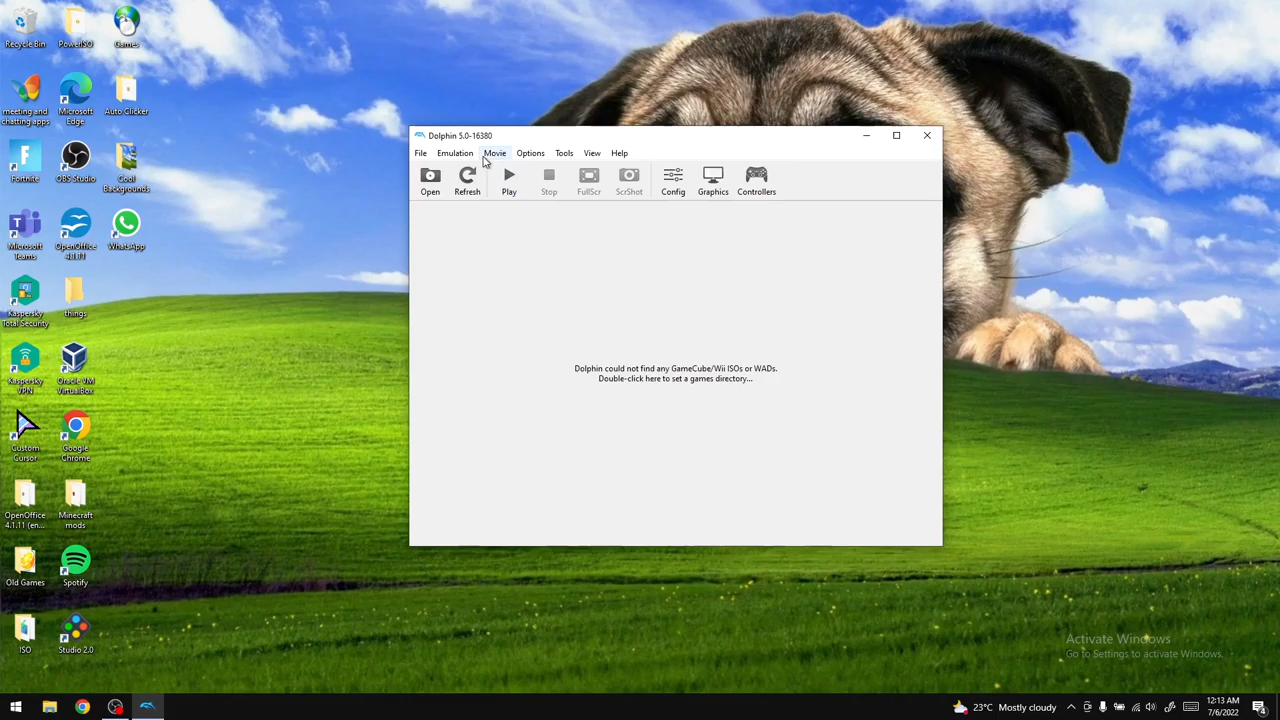 Recycle Bin
PowerISO
Games
meeting and
chatting apps
Microsoft
Edge
Auto Clicker
Fortnite
OBS Studio
Cool
Backgrounds
Microsoft
Teams
OpenOffice
4.1.11
WhatsApp
Kaspersky
Total Security
things
Kaspersky
VPN
Oracle VM
VirtualBox
Custom
Cursor
Google
Chrome
OpenOffice
4.1.11 (en...
Minecraft
mods
Old Games
Spotify
ISO
Studio 2.0
Dolphin 5.0-16380
File Emulation Movie Options Tools View Help
Open Refresh Play Stop FullScr ScrShot Config Graphics Controllers
Dolphin could not find any GameCube/Wii ISOs or WADs.
Double-click here to set a games directory...
Activate Windows
Go to Settings to activate Windows.
23°C Mostly cloudy
12:13 AM
7/6/2022
4